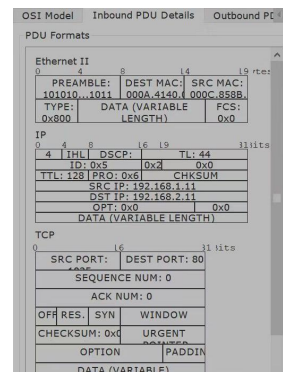 OSI Model Inbound PDU Details Outbound PD
PDU Formats
Ethernet II
0 4 8 14 19
PREAMBLE: DEST MAC: SRC MAC:
101010...1011 000A.4140. 000C.858B.
TYPE: DATA (VARIABLE FCS:
0x800 LENGTH) 0x0
IP
0 4 8 16 19 31 bits
4 IHL DSCP: TL: 44
ID: 0x5 0x2 0x0
TTL: 128 PRO: 0x6 CHKSUM
SRC IP: 192.168.1.11
DST IP: 192.168.2.11
OPT: 0x0 0x0
DATA (VARIABLE LENGTH)
TCP
0 16 31 bits
SRC PORT: DEST PORT: 80
SEQUENCE NUM: 0
ACK NUM: 0
OFF RES. SYN WINDOW
CHECKSUM: 0x0 URGENT
OPTION PADDIN
DATA (VARIABLE)